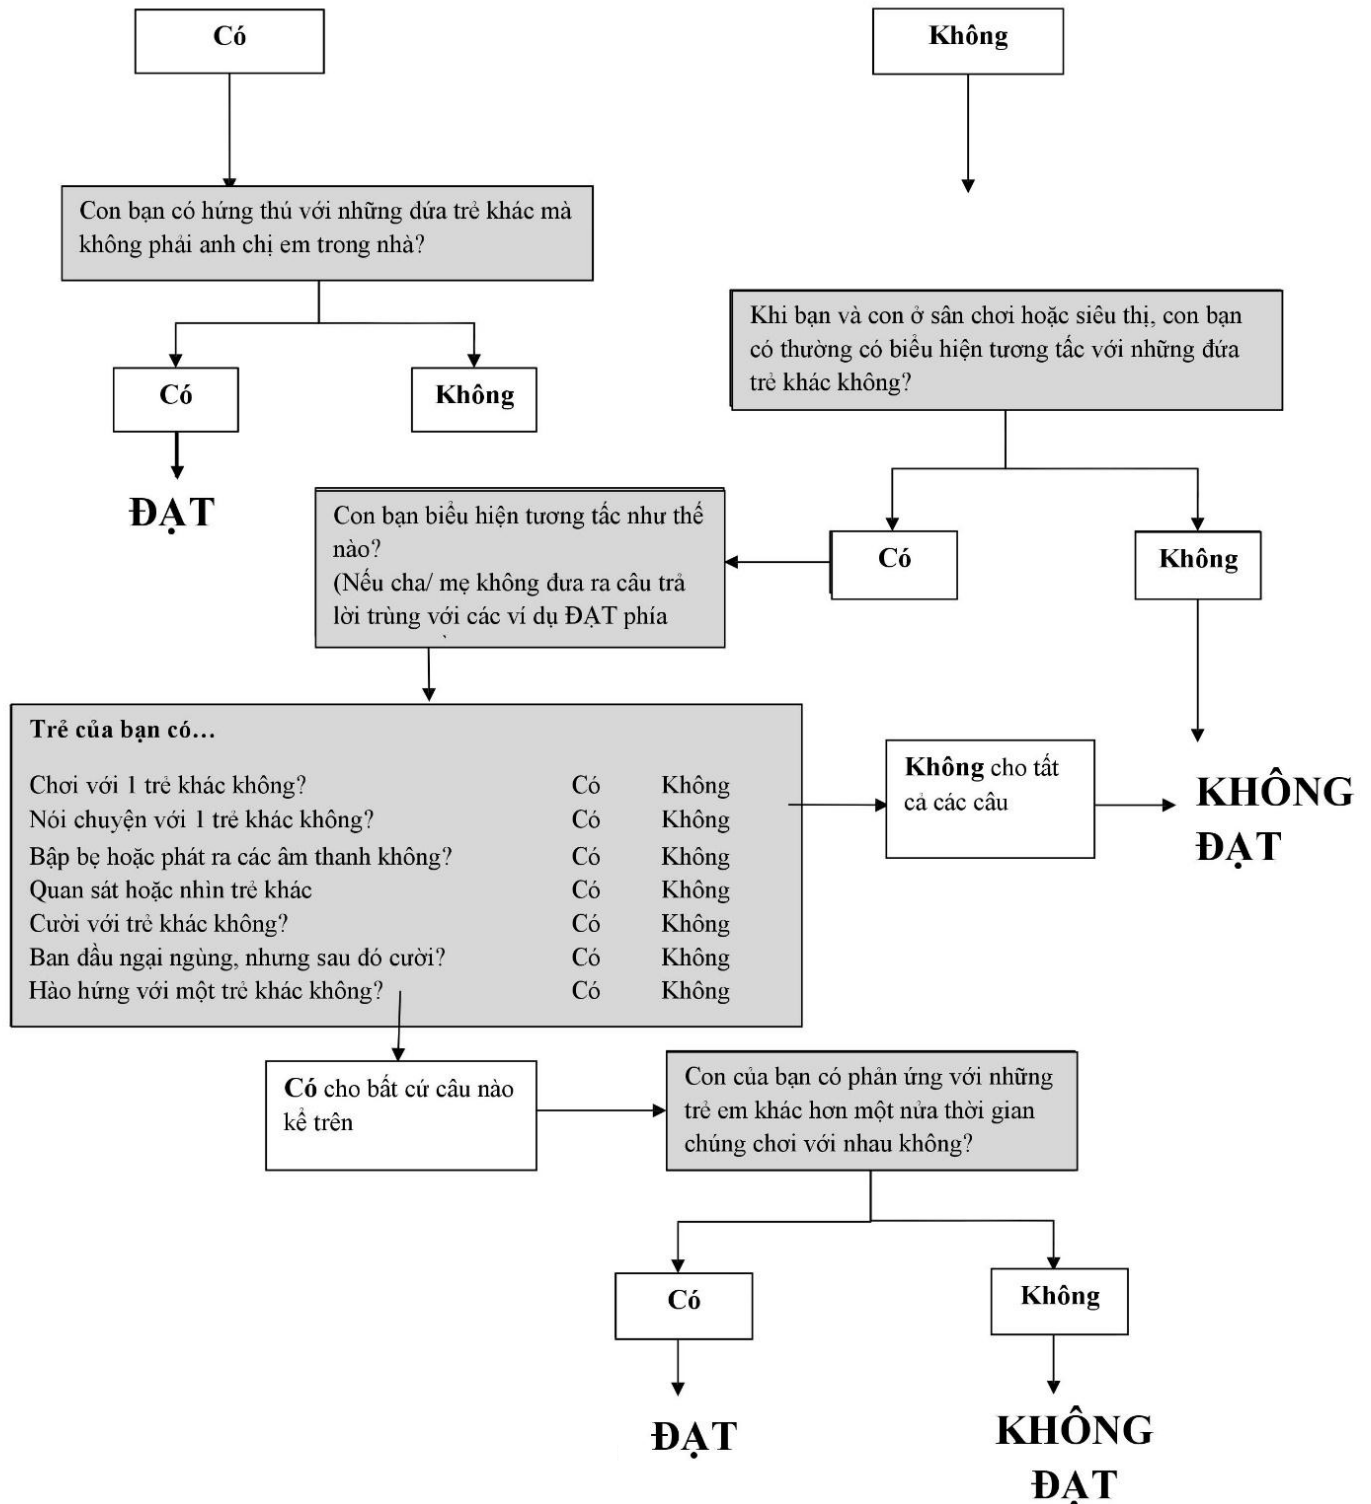 Có
Không
Con bạn có hứng thú với những đứa trẻ khác mà
không phải anh chị em trong nhà?
Khi bạn và con ở sân chơi hoặc siêu thị, con bạn
có thường có biểu hiện tương tấc với những đứa
trẻ khác không?
Có
Không
ĐẠT
Con bạn biểu hiện tương tấc như thế
nào?
(Nếu cha/ mẹ không đưa ra câu trả
lời trùng với các ví dụ ĐẠT phía
Có
Không
Trẻ của bạn có...
Chơi với 1 trẻ khác không? Có Không
Nói chuyện với 1 trẻ khác không? Có Không
Bập bẹ hoặc phát ra các âm thanh không? Có Không
Quan sát hoặc nhìn trẻ khác Có Không
Cười với trẻ khác không? Có Không
Ban đầu ngại ngùng, nhưng sau đó cười? Có Không
Hào hứng với một trẻ khác không? Có Không
Không cho tất
cả các câu
KHÔNG
ĐẠT
Có cho bất cứ câu nào
kể trên
Con của bạn có phản ứng với những
trẻ em khác hơn một nửa thời gian
chúng chơi với nhau không?
Có
Không
ĐẠT
KHÔNG
ĐẠT